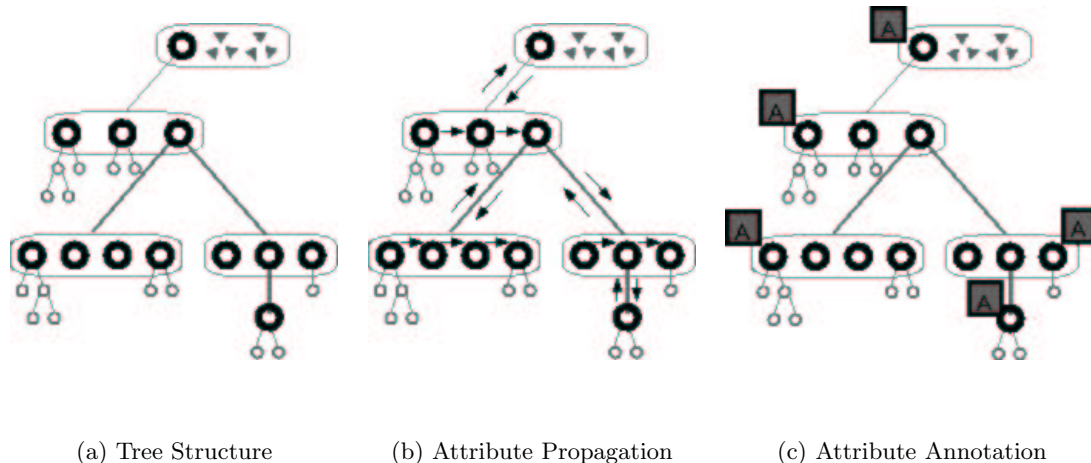 A
A
A
A
A
(a) Tree Structure
(b) Attribute Propagation
(c) Attribute Annotation